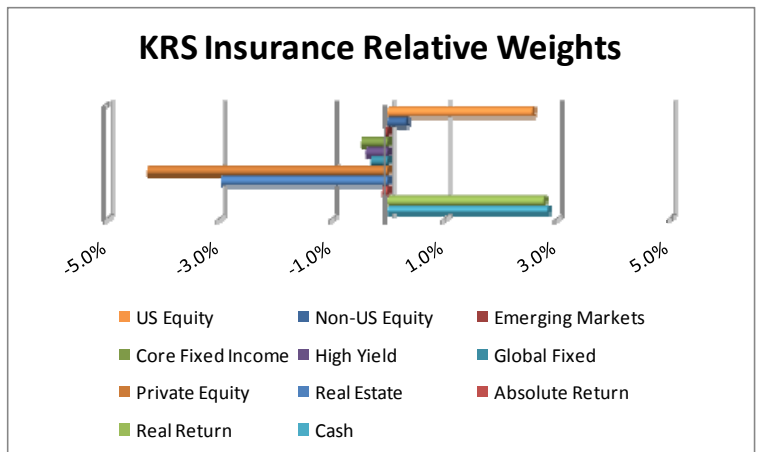 KRS Insurance Relative Weights
-5.0% -3.0% -1.0% 1.0% 3.0% 5.0%
US Equity Non-US Equity Emerging Markets
Core Fixed Income High Yield Global Fixed
Private Equity Real Estate Absolute Return
Real Return Cash